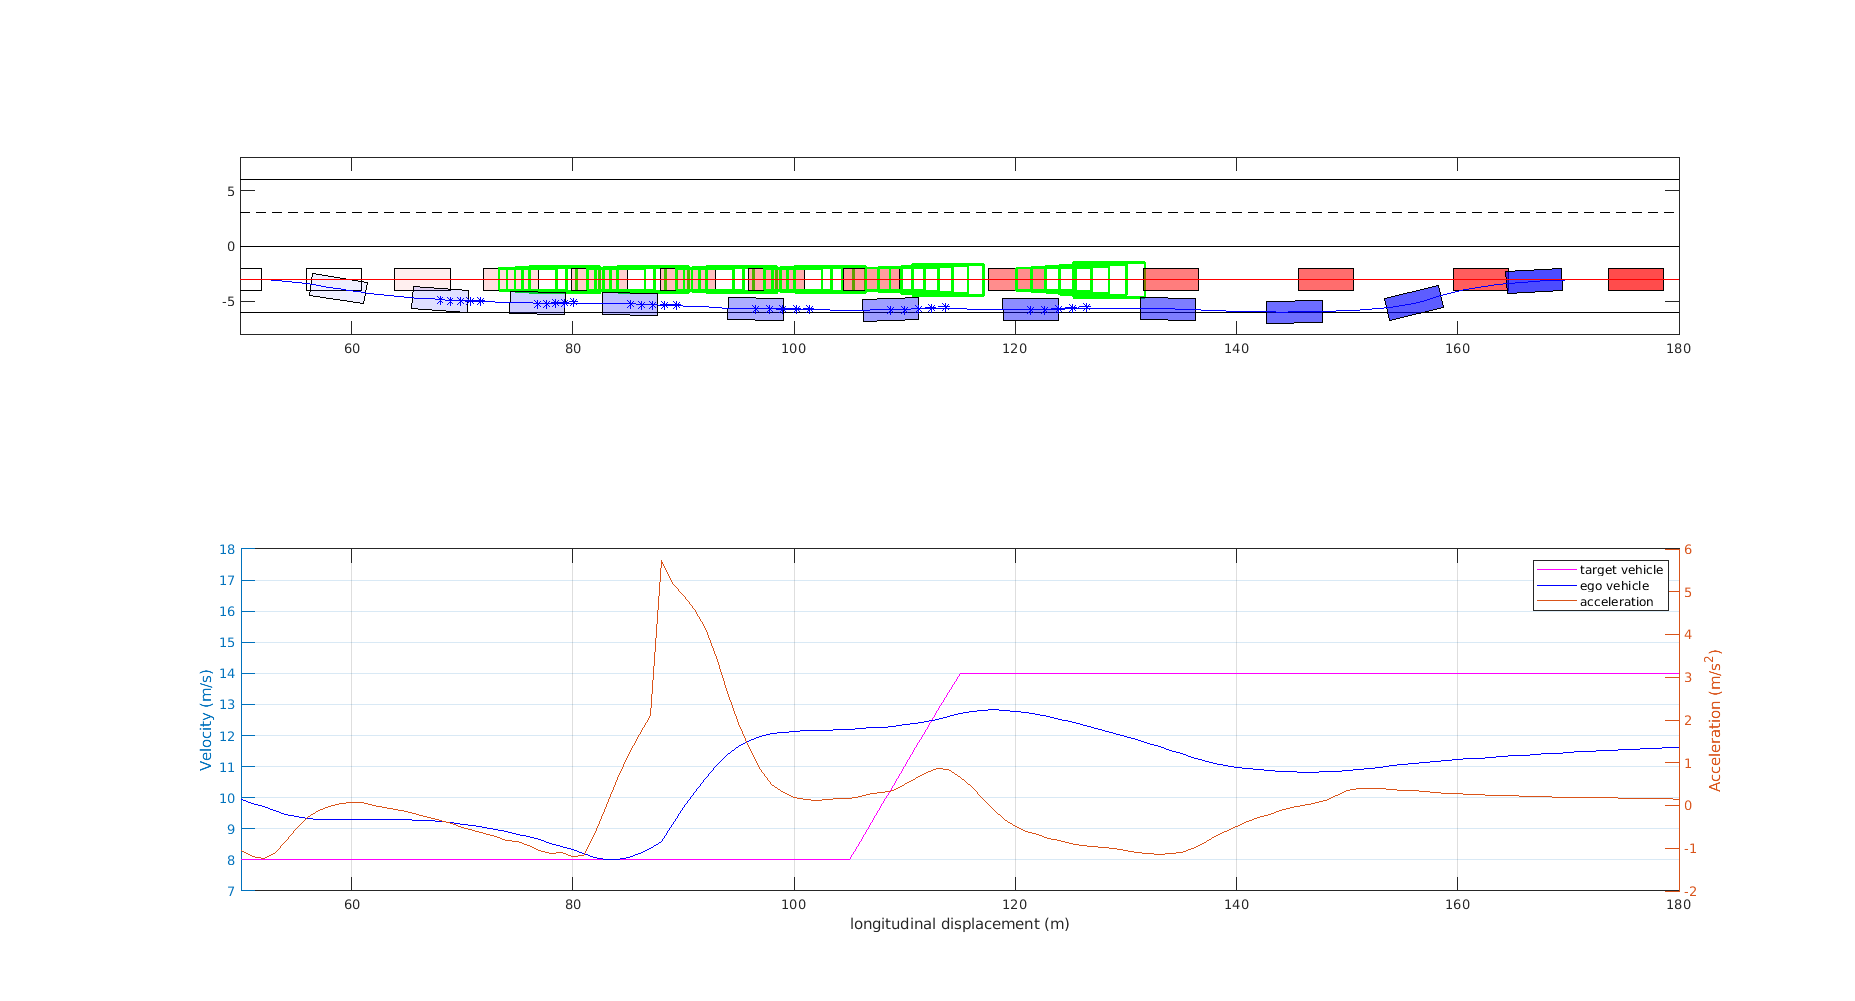 5
0
-5
60 80 100 120 140 160 180
18 6
17
16 5
15
14 4
13 3
12 2
11 1
10 0
9 -1
8
7 -2
Velocity (m/s)
Acceleration (m/s²)
target vehicle
ego vehicle
acceleration
60 80 100 120 140 160 180
longitudinal displacement (m)